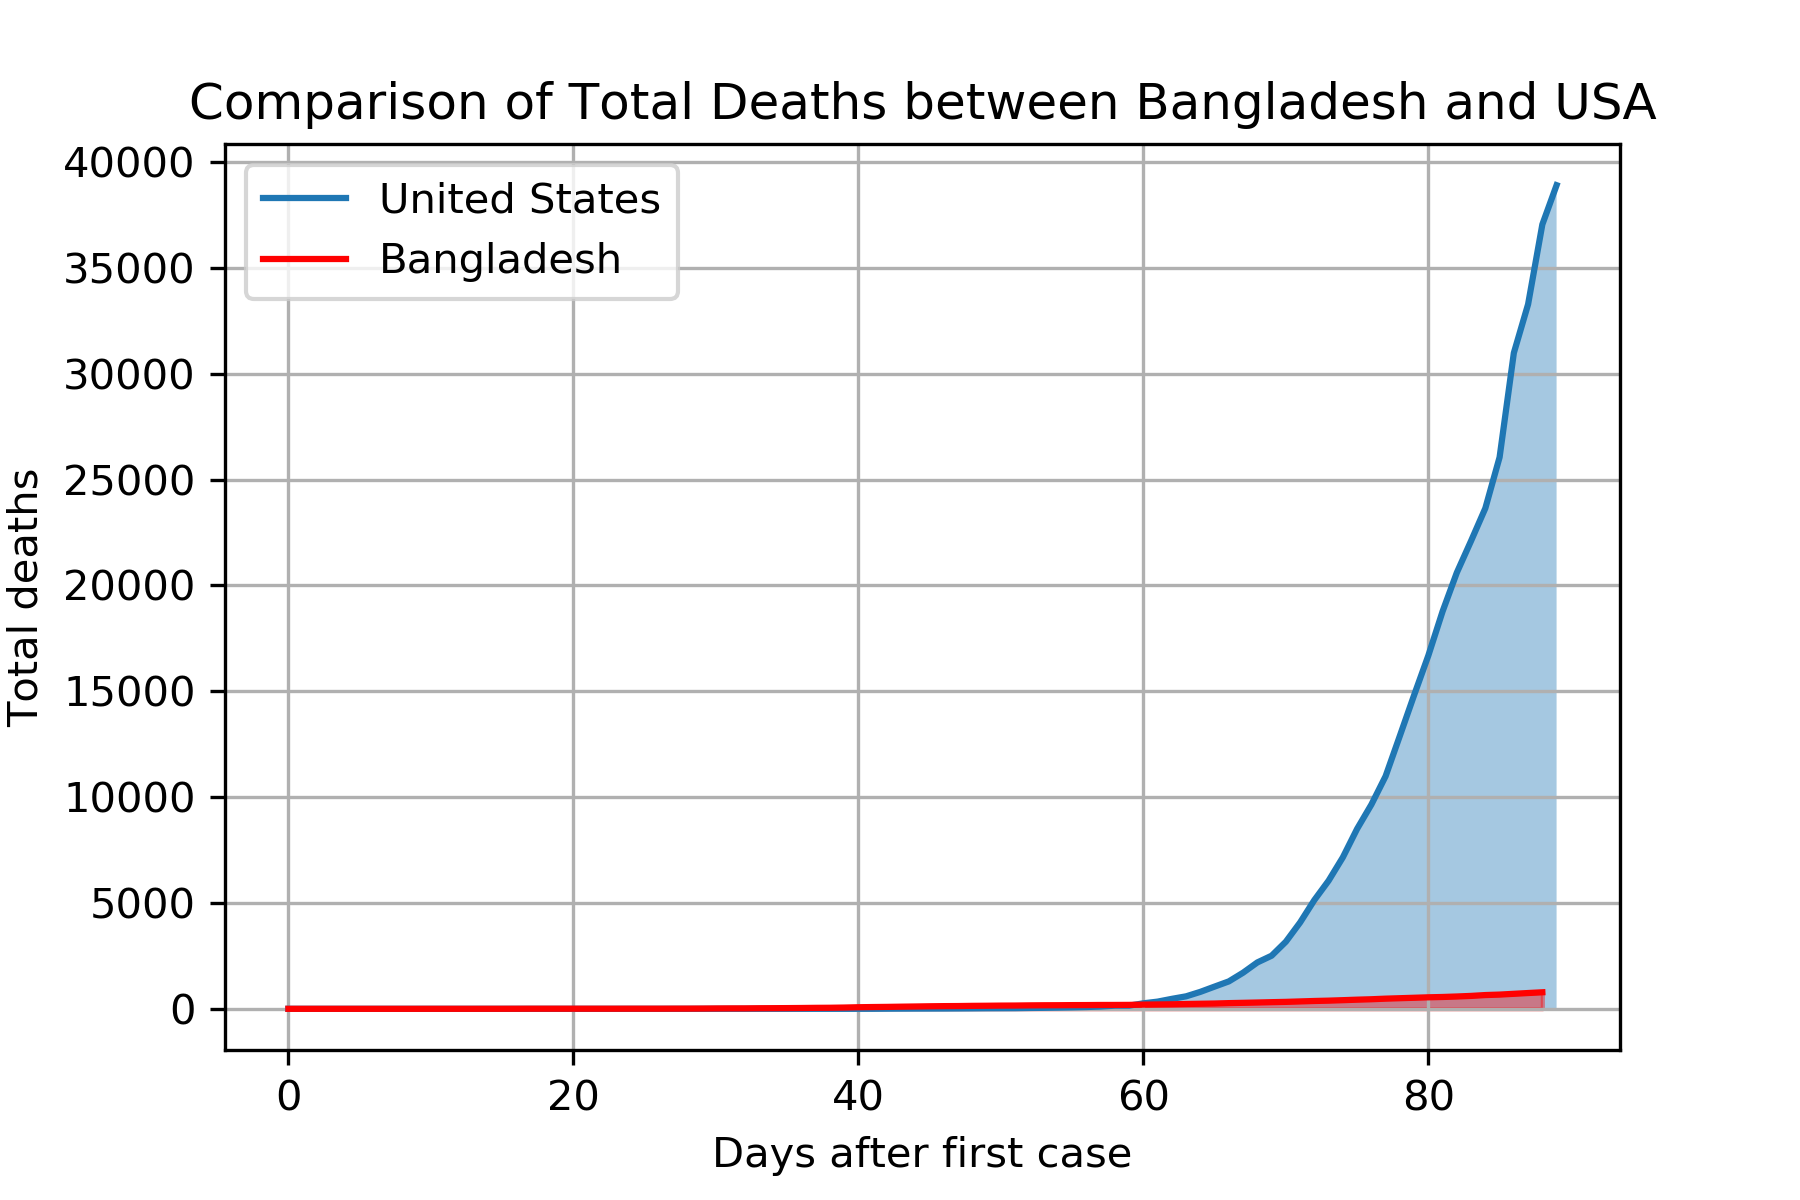 Comparison of Total Deaths between Bangladesh and USA
United States
Bangladesh
40000
35000
30000
25000
20000
15000
10000
5000
0
Total deaths
0 20 40 60 80
Days after first case